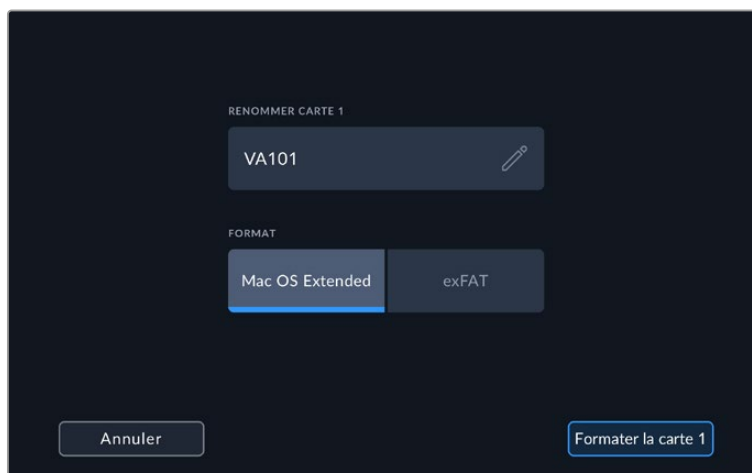 RENOMMER CARTE 1
VA101
FORMAT
Mac OS Extended
exFAT
Annuler
Formater la carte 1